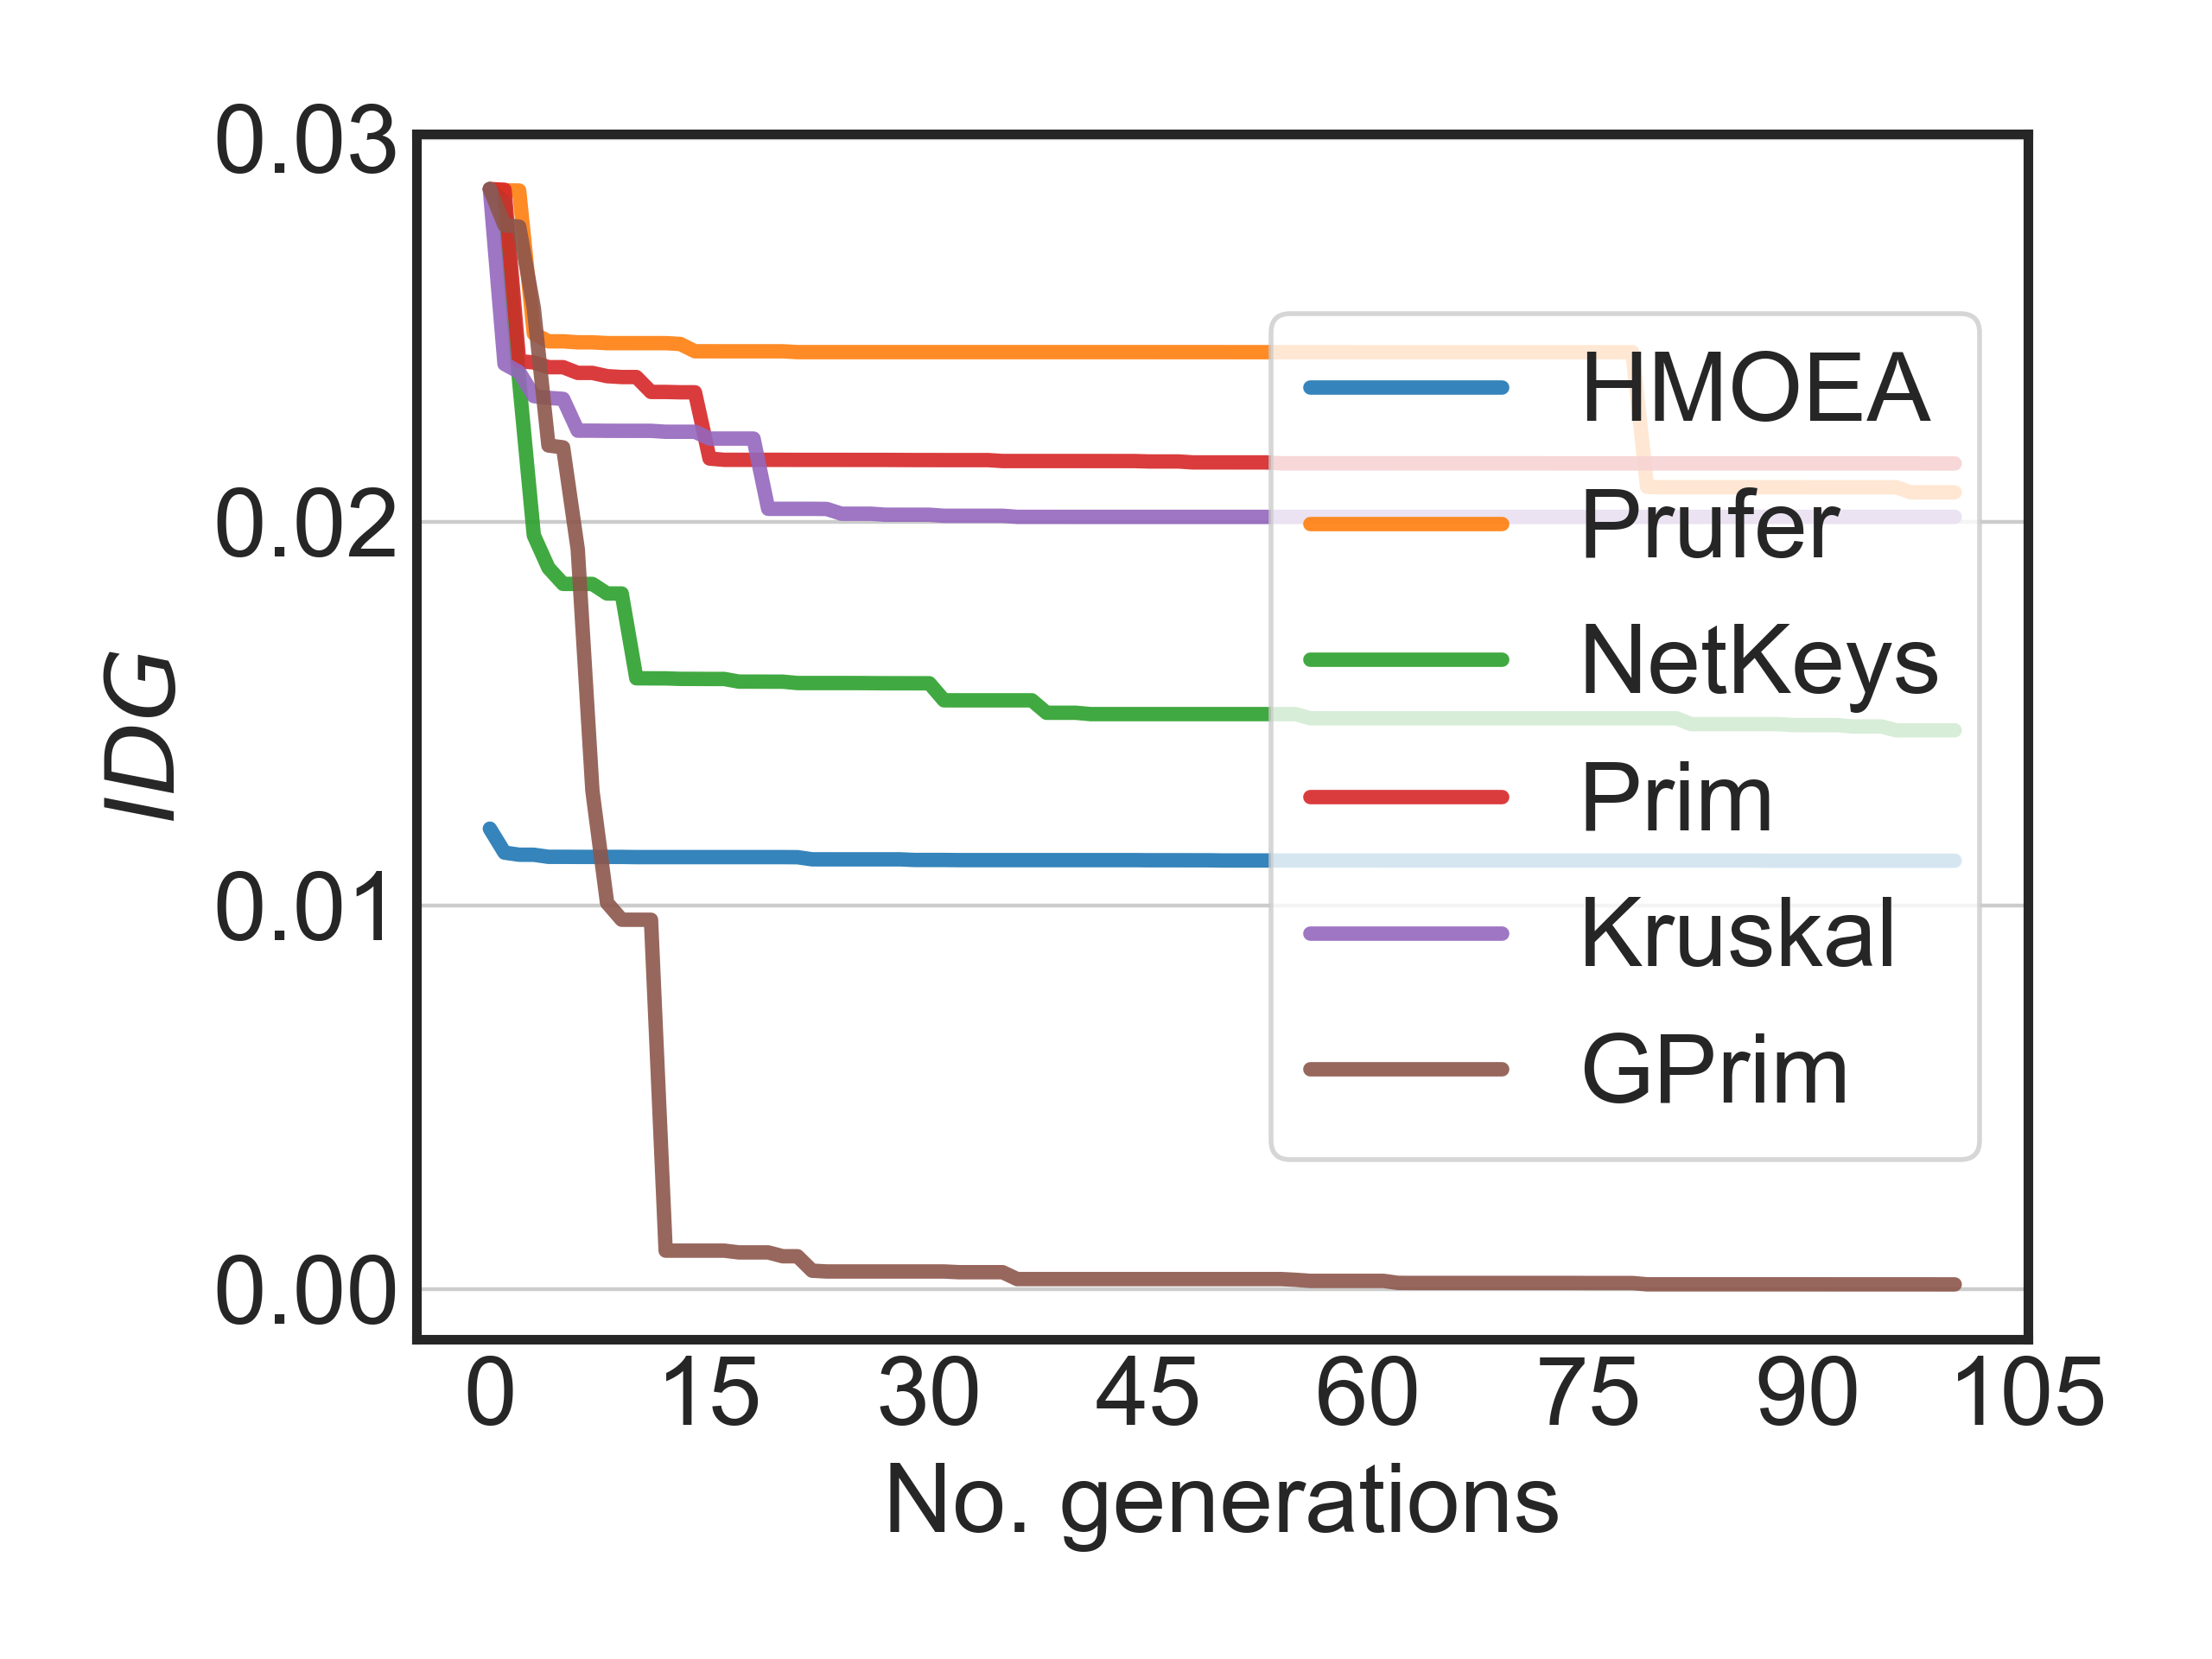 0.03
0.02
0.01
0.00
IDG
0 15 30 45 60 75 90 105
No. generations
HMOEA
Prufer
NetKeys
Prim
Kruskal
GPrim